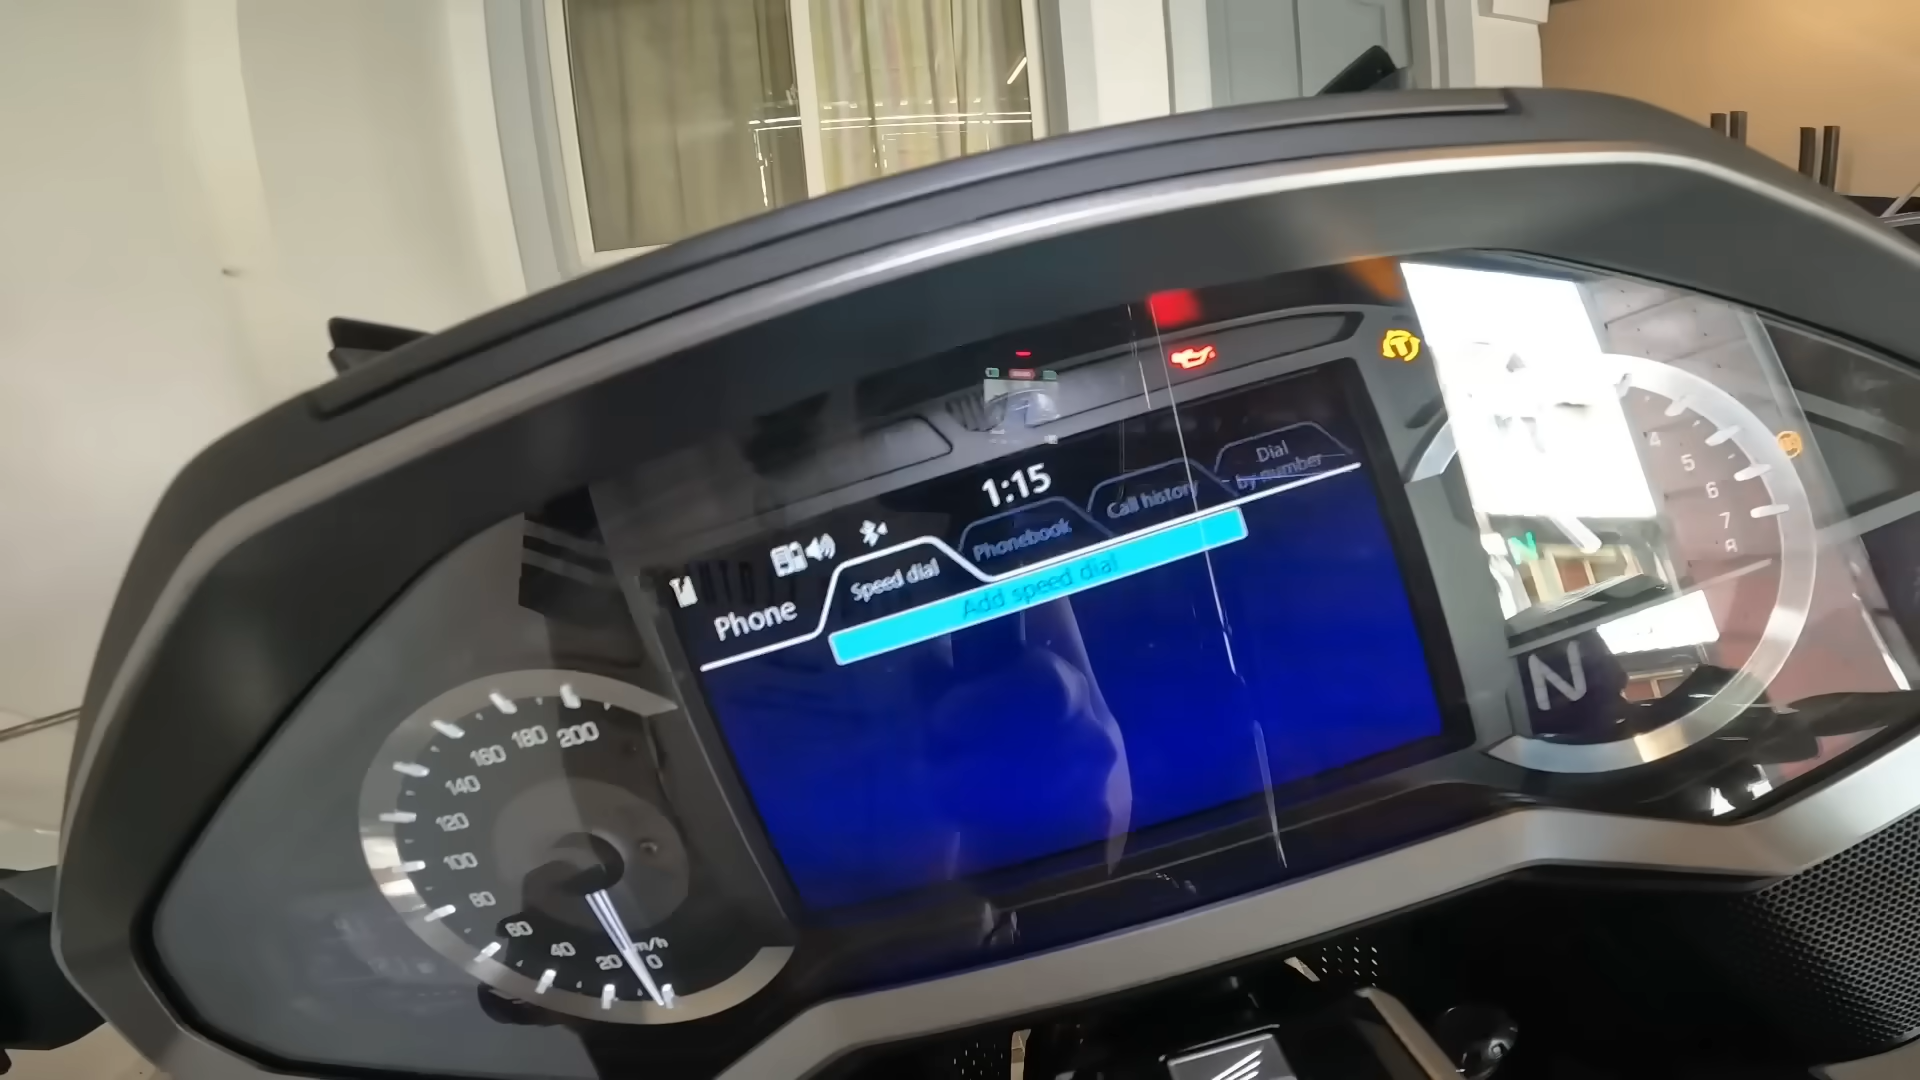 1:15
Phone
Speed dial
Phonebook
Call history
Dial
by number
Add speed dial
200
180
160
140
120
100
80
60
40
20
0
km/h
4
5
6
7
8
N
N
T